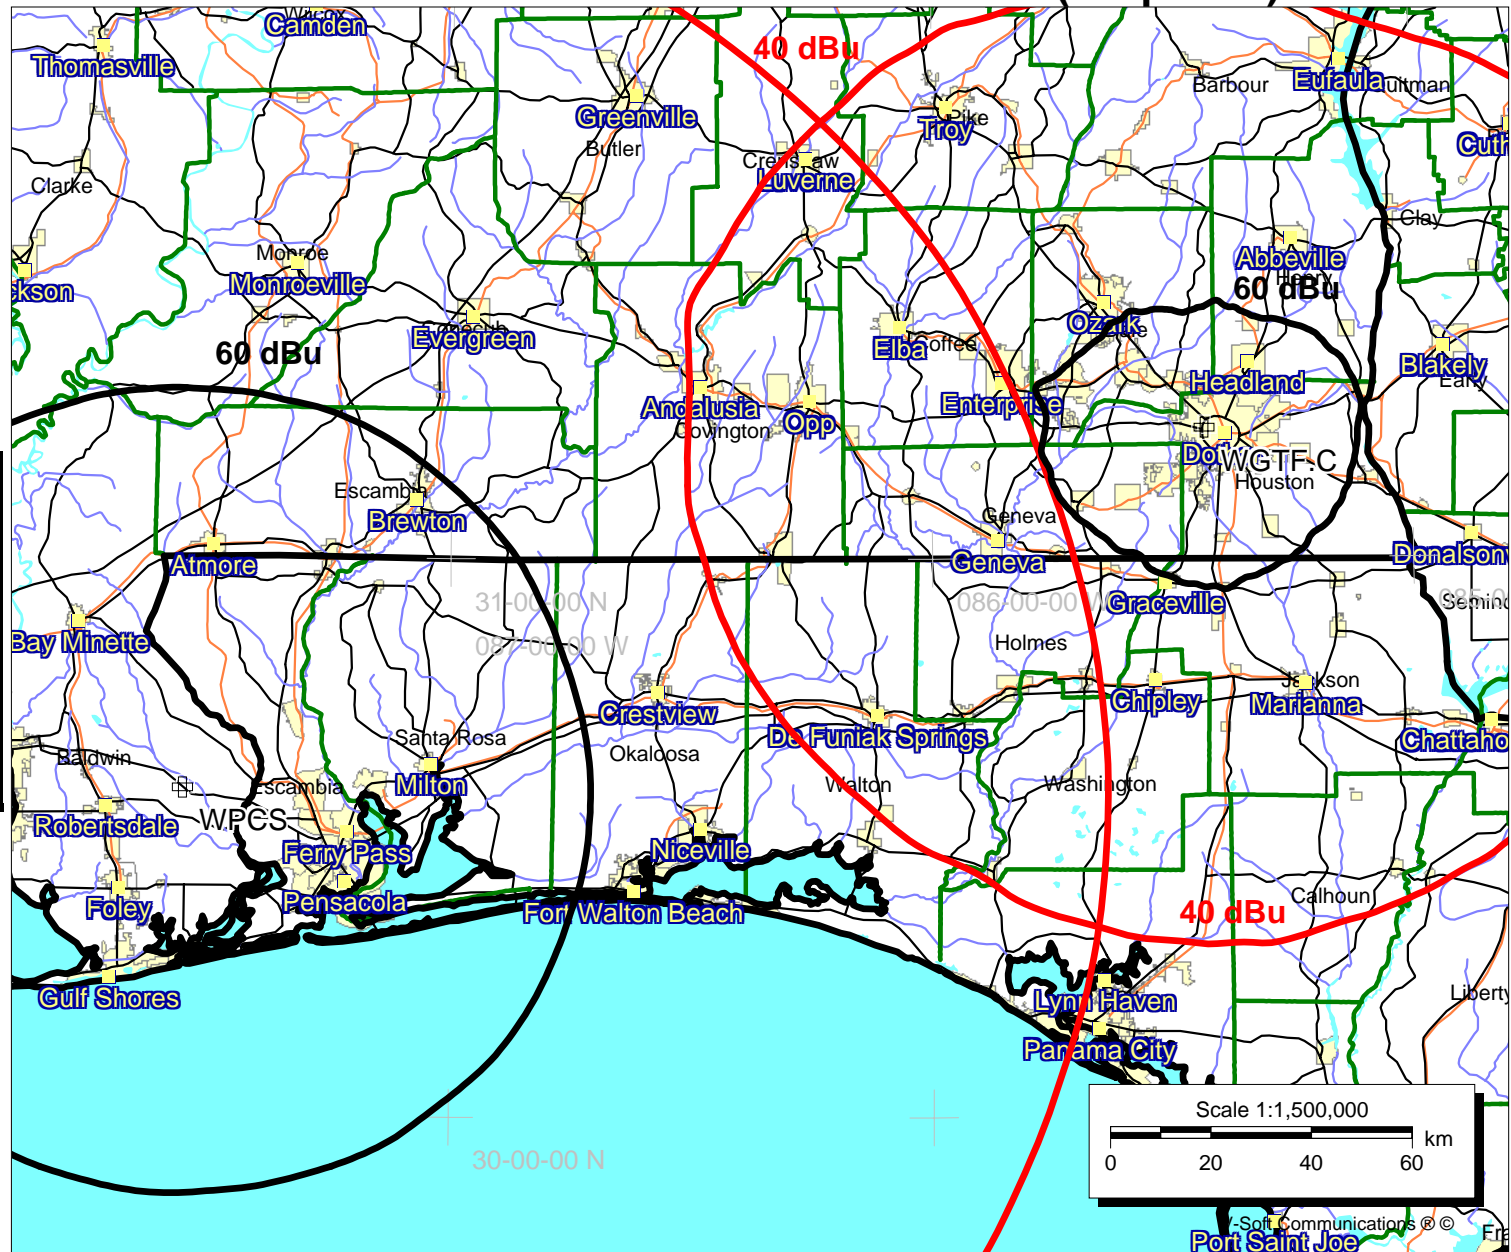 Camden
Thomasville
40 dBu
Eufaula
Barbour
Greenville
Troy
Pike
Butler
Crenshaw
Luverne
Clarke
Clay
Monroe
Monroeville
Abbeville
Henry
60 dBu
Ozark
Evergreen
Elba
Coffee
60 dBu
Blakely
Early
Headland
Andalusia
Opp
Enterprise
Covington
WGTF.C
Houston
Escambia
Brewton
Geneva
Atmore
Geneva
Donalson
31-00-00 N
086-00-00 W
Graceville
Bay Minette
087-00-00 W
Holmes
Crestview
Chipley
Jackson
Marianna
De Funiak Springs
Chattaho
Santa Rosa
Okaloosa
Baldwin
Milton
Escambia
Walton
Washington
Robertsdale
WPCS
Ferry Pass
Niceville
Foley
Pensacola
Fort Walton Beach
40 dBu
Calhoun
Gulf Shores
Lynn Haven
Liberty
Panama City
Scale 1:1,500,000
km
0 20 40 60
30-00-00 N
V-Soft Communications ® ©
Port Saint Joe